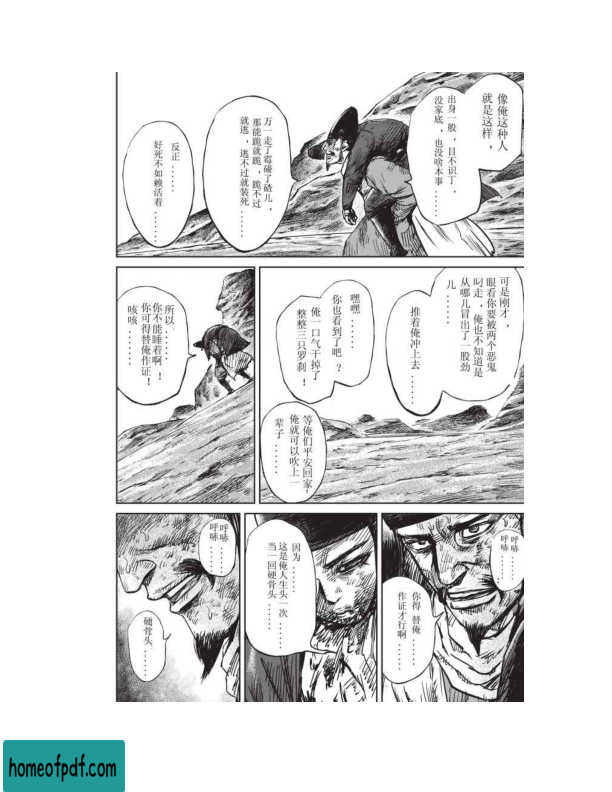 像俺这种人
就是这样，
出身一般，目不识丁，
没家底，也没啥本事......
万一走了霉碰了碴儿，
那能跪就跪，跪不过
就逃，逃不过就装死......
反正......
好死不如赖活着......
可是刚才，
眼看你要被两个恶鬼
叼走，俺也不知道是
从哪儿冒出了一股劲
儿......
推着俺冲上去......
嘿嘿......
你也看到了吧？
俺一口气干掉了
整整三只罗刹！
等俺们平安回家，
俺就可以吹上一
辈子......
所以......
你不能睡着啊！
你可得替俺作证！
咳咳......
呼哧......
呼哧......
你得 替俺...
作证才行啊......
因为......
这是俺人生头一次
当一回硬骨头......
呼哧......
呼哧......
硬骨头......
homeofpdf.com